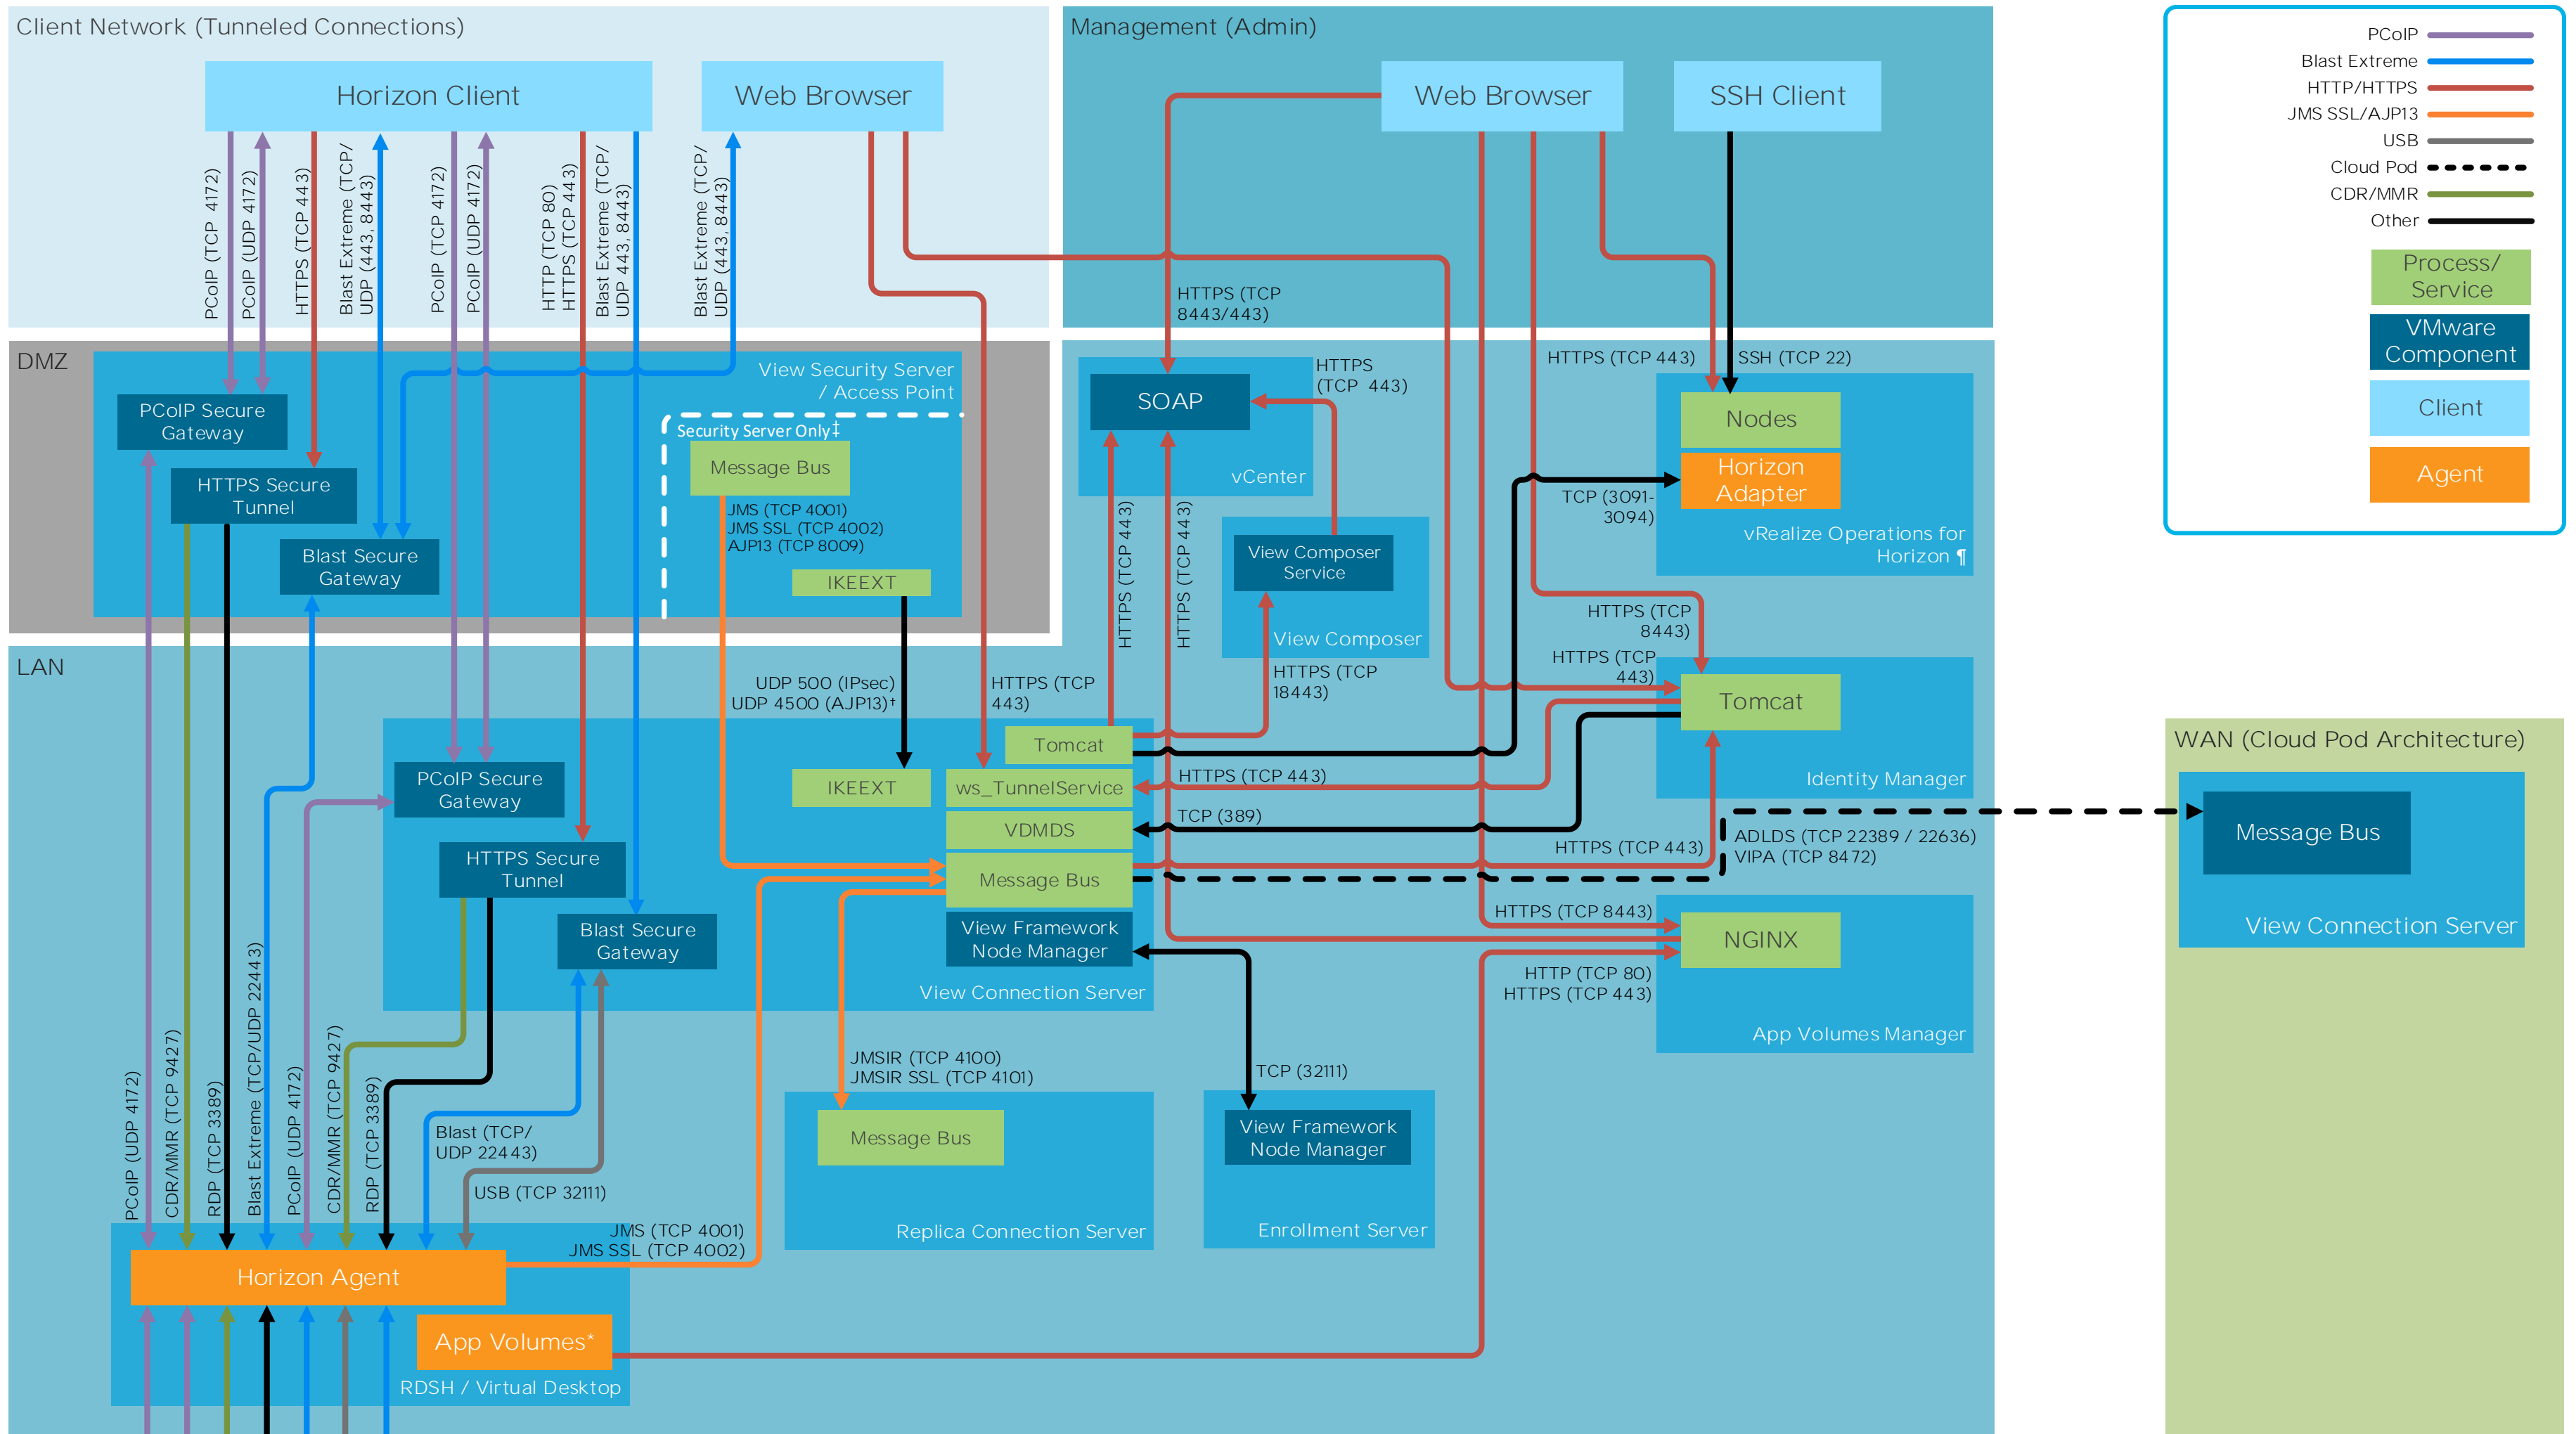 Client Network (Tunneled Connections)
Horizon Client
Web Browser
PCoIP (TCP 4172)
PCoIP (UDP 4172)
HTTPS (TCP 443)
Blast Extreme (TCP/
UDP (443, 8443)
PCoIP (TCP 4172)
PCoIP (UDP 4172)
HTTP (TCP 80)
HTTPS (TCP 443)
Blast Extreme (TCP/
UDP 443, 8443)
Blast Extreme (TCP/
UDP (443, 8443)
Management (Admin)
Web Browser
SSH Client
HTTPS (TCP
8443/443)
PCoIP
Blast Extreme
HTTP/HTTPS
JMS SSL/AJP13
USB
Cloud Pod
CDR/MMR
Other
Process/
Service
VMware
Component
Client
Agent
DMZ
View Security Server
/ Access Point
PCoIP Secure
Gateway
HTTPS Secure
Tunnel
Blast Secure
Gateway
Security Server Only‡
Message Bus
JMS (TCP 4001)
JMS SSL (TCP 4002)
AJP13 (TCP 8009)
IKEEXT
SOAP
vCenter
HTTPS
(TCP 443)
HTTPS (TCP 443)
HTTPS (TCP 443)
View Composer
Service
View Composer
HTTPS (TCP
18443)
HTTPS (TCP 443)
SSH (TCP 22)
Nodes
Horizon
Adapter
TCP (3091-
3094)
vRealize Operations for
Horizon ¶
HTTPS (TCP
8443)
HTTPS (TCP
443)
Tomcat
Identity Manager
LAN
UDP 500 (IPsec)
UDP 4500 (AJP13)†
HTTPS (TCP
443)
PCoIP Secure
Gateway
HTTPS Secure
Tunnel
Blast Secure
Gateway
IKEEXT
Tomcat
ws_TunnelService
VDMDS
Message Bus
View Framework
Node Manager
View Connection Server
HTTPS (TCP 443)
TCP (389)
HTTPS (TCP 443)
ADLDS (TCP 22389 / 22636)
VIPA (TCP 8472)
HTTPS (TCP 8443)
NGINX
HTTP (TCP 80)
HTTPS (TCP 443)
App Volumes Manager
WAN (Cloud Pod Architecture)
Message Bus
View Connection Server
PCoIP (UDP 4172)
CDR/MMR (TCP 9427)
RDP (TCP 3389)
Blast Extreme (TCP/UDP 22443)
PCoIP (UDP 4172)
CDR/MMR (TCP 9427)
RDP (TCP 3389)
Blast (TCP/
UDP 22443)
USB (TCP 32111)
JMSIR (TCP 4100)
JMSIR SSL (TCP 4101)
Message Bus
Replica Connection Server
TCP (32111)
View Framework
Node Manager
Enrollment Server
JMS (TCP 4001)
JMS SSL (TCP 4002)
Horizon Agent
App Volumes*
RDSH / Virtual Desktop